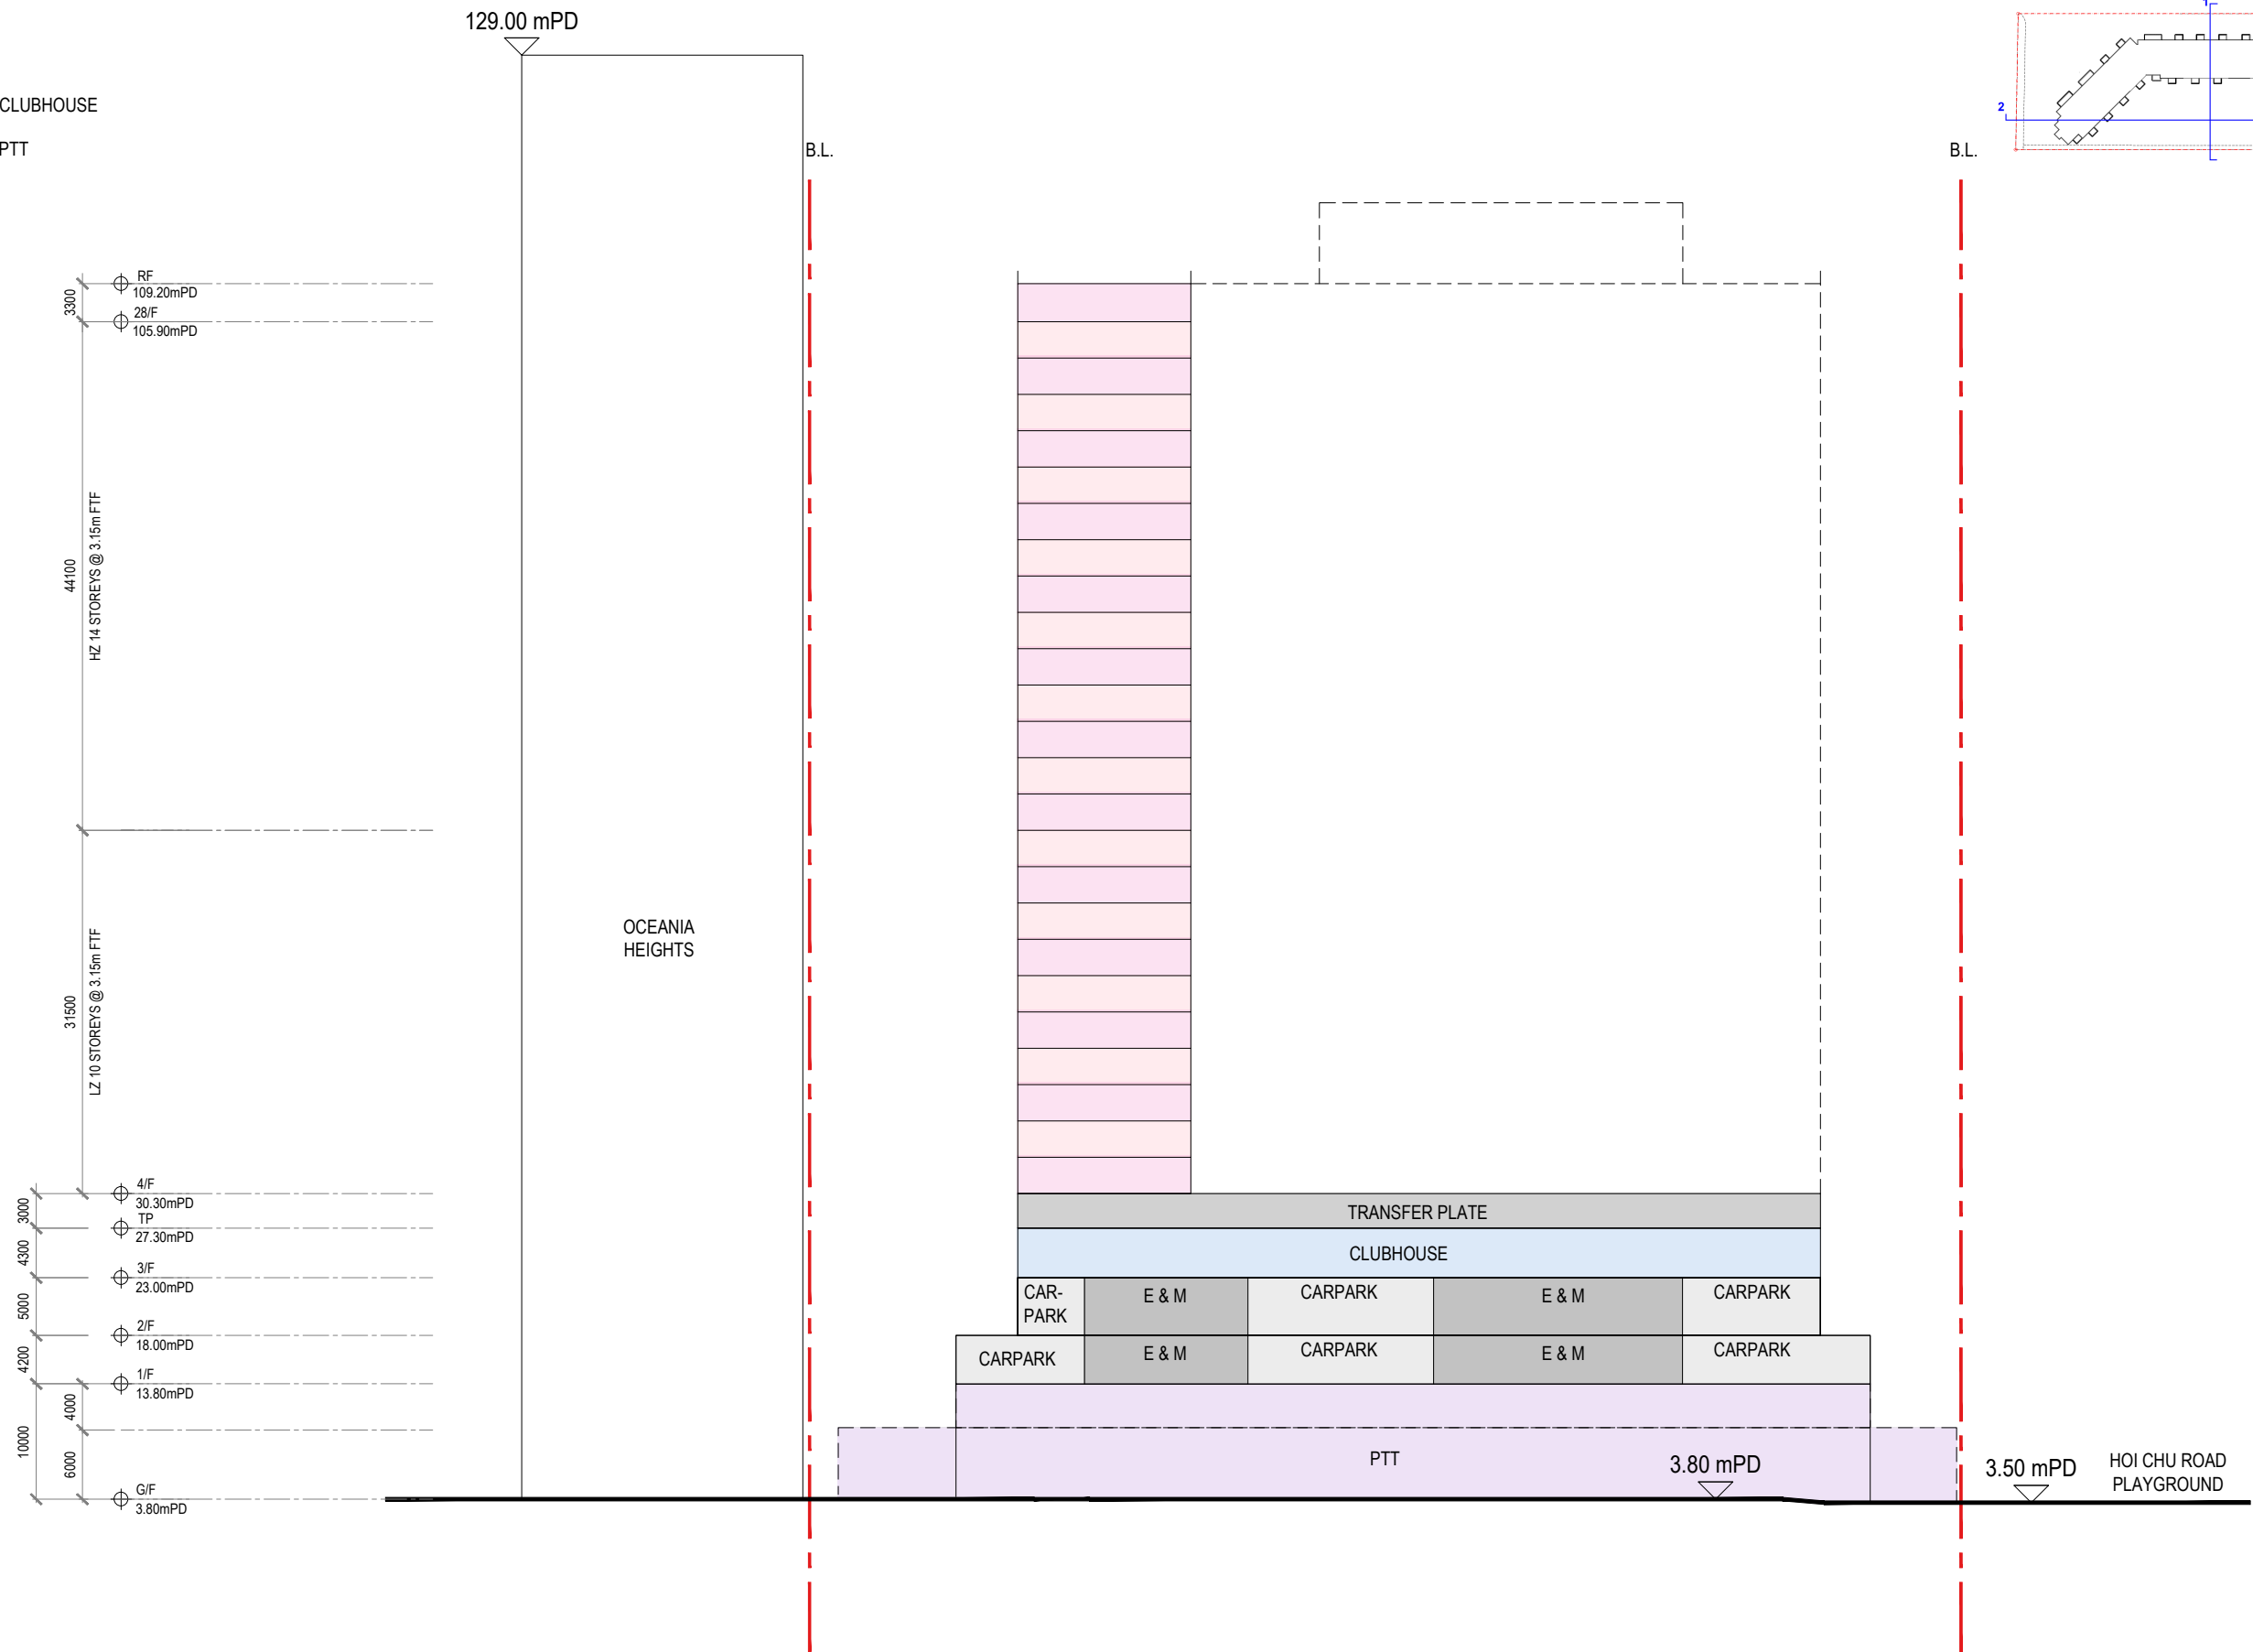 129.00 mPD
1
CLUBHOUSE
2
PTT
B.L.
B.L.
RF
109.20mPD
3300
28/F
105.90mPD
44100
HZ 14 STOREYS @ 3.15m FTF
OCEANIA
HEIGHTS
31500
LZ 10 STOREYS @ 3.15m FTF
4/F
30.30mPD
3000
TP
27.30mPD
4300
3/F
23.00mPD
5000
2/F
18.00mPD
4200
1/F
13.80mPD
4000
10000
6000
G/F
3.80mPD
TRANSFER PLATE
CLUBHOUSE
CAR-
PARK
E & M
CARPARK
E & M
CARPARK
CARPARK
E & M
CARPARK
E & M
CARPARK
PTT
3.80 mPD
3.50 mPD
HOI CHU ROAD
PLAYGROUND